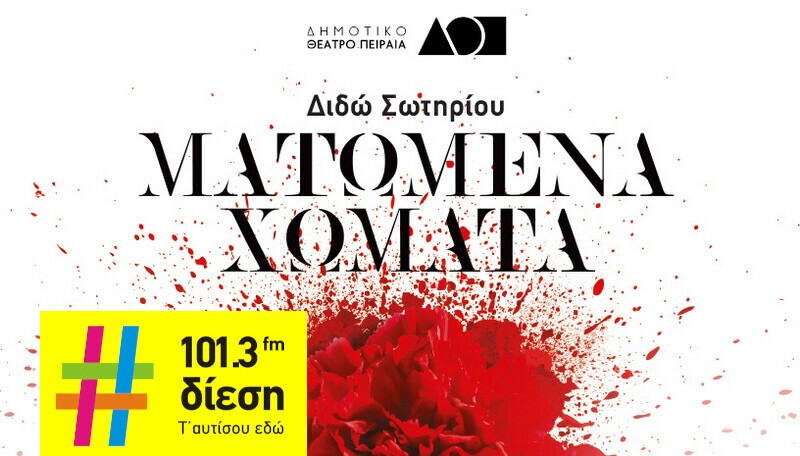 ΔΗΜΟΤΙΚΟ
ΘΕΑΤΡΟ ΠΕΙΡΑΙΑ
Διδώ Σωτηρίου
ΜΑΤΩΜΕΝΑ
ΧΩΜΑΤΑ
101.3 fm
δίεση
Τ΄αυτίσου εδώ